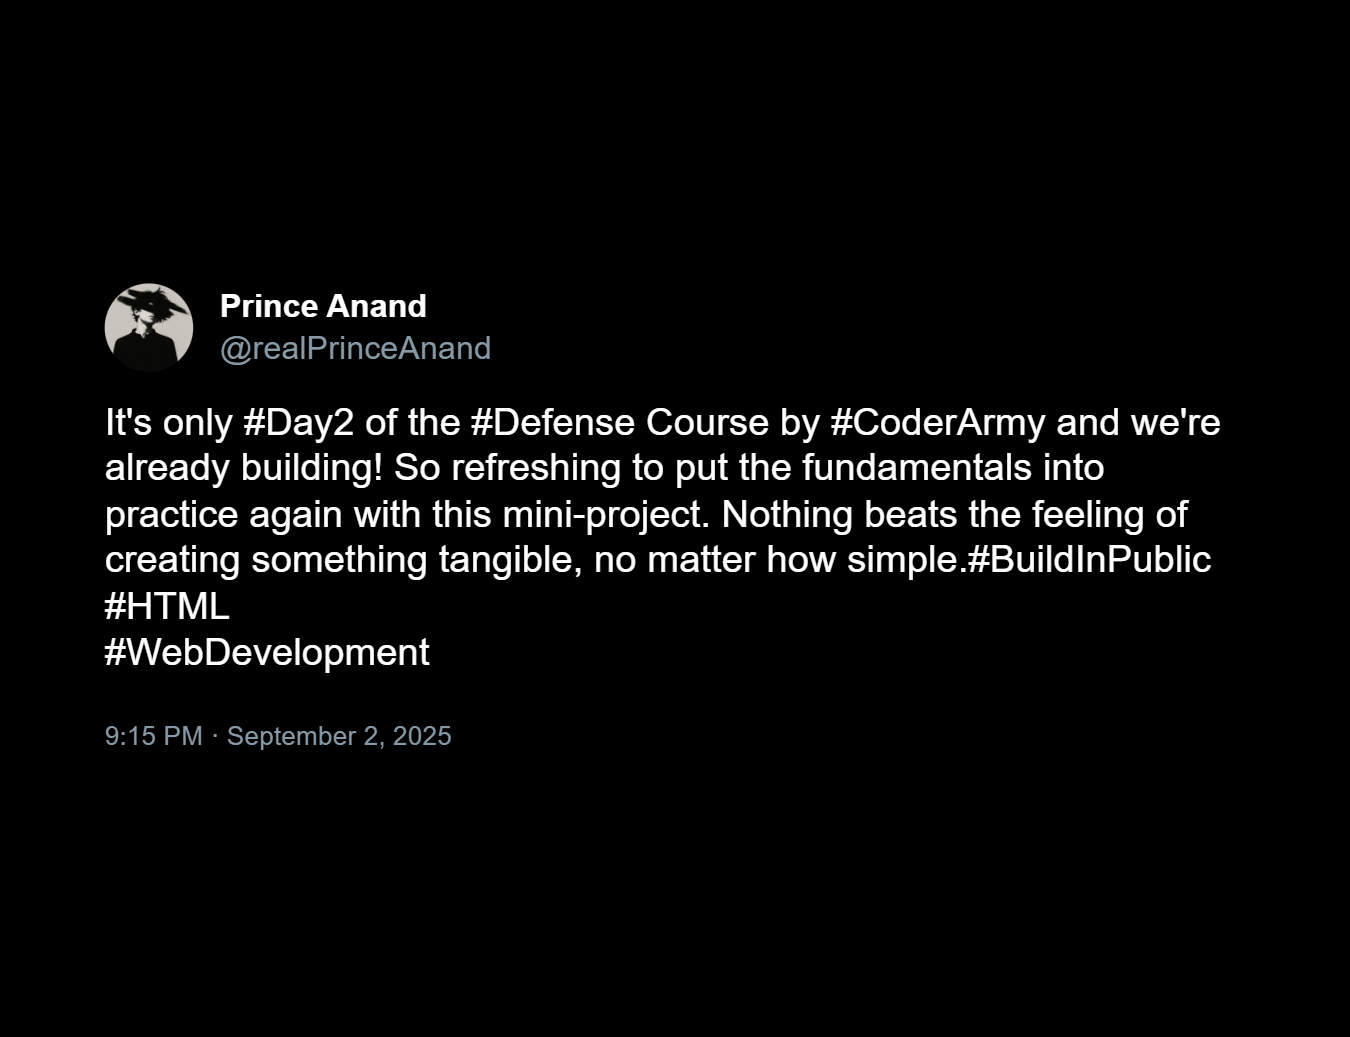 Prince Anand
@realPrinceAnand
It's only #Day2 of the #Defense Course by #CoderArmy and we're
already building! So refreshing to put the fundamentals into
practice again with this mini-project. Nothing beats the feeling of
creating something tangible, no matter how simple.#BuildInPublic
#HTML
#WebDevelopment
9:15 PM · September 2, 2025